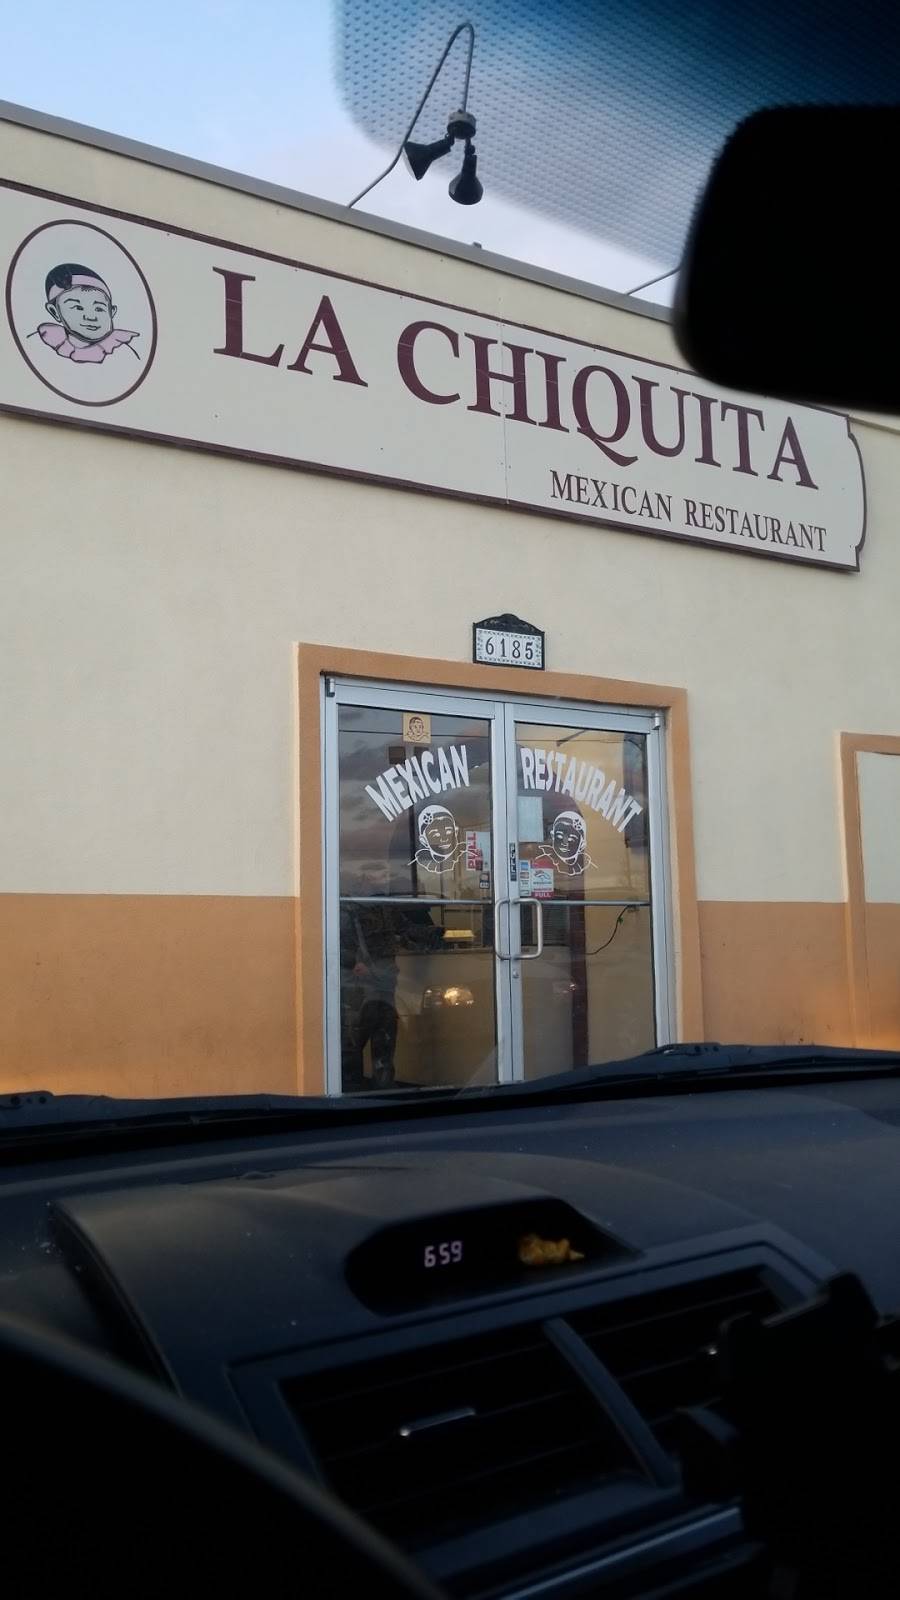 LA CHIQUITA
MEXICAN RESTAURANT
6185
MEXICAN RESTAURANT
PULL
PULL
659